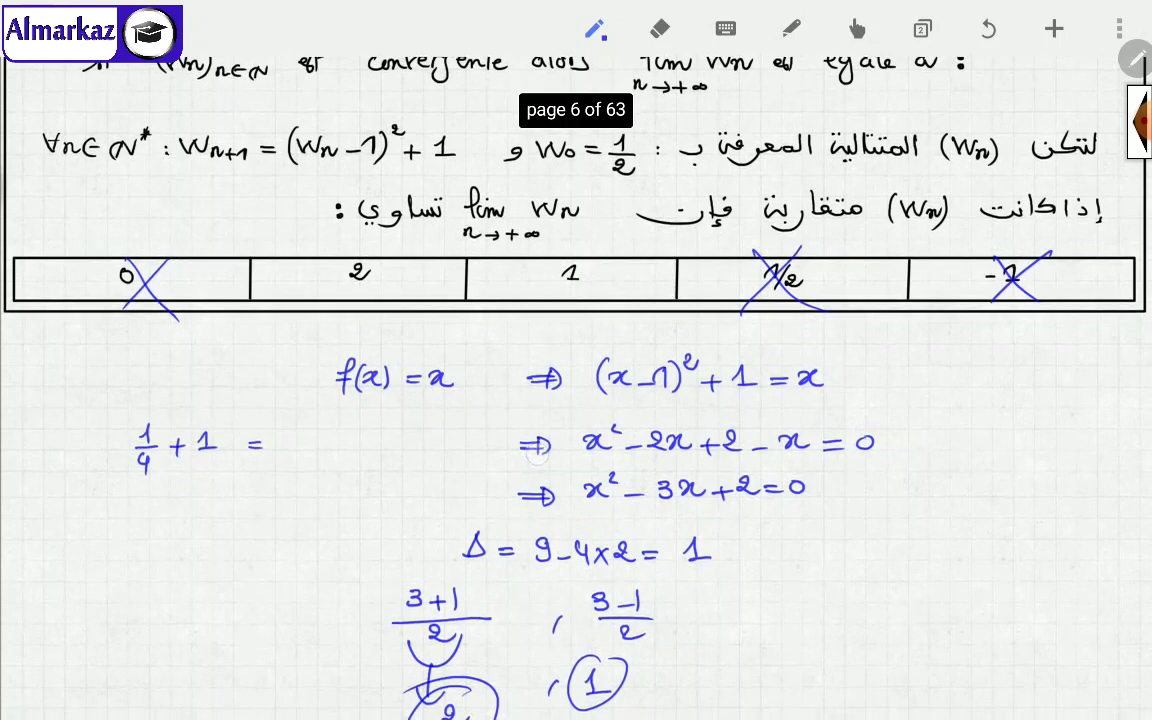 Almarkaz
(Wn)n∈N est convergente alors lim Wn est égale à :
n→+∞
page 6 of 63
لتكن (Wn) المتتالية المعرفة ب : W₀ = 1/2 و ∀n∈N* : Wn+1 = (Wn −1)² + 1
إذا كانت (Wn) متقاربة فإن lim Wn تساوي :
n→+∞
0 2 1 1/2 -1
f(x) = x ⇒ (x−1)² + 1 = x
1/4 + 1 = ⇒ x² − 2x + 2 − x = 0
⇒ x² − 3x + 2 = 0
Δ = 9 − 4×2 = 1
(3+1)/2 , (3−1)/2
2 , 1